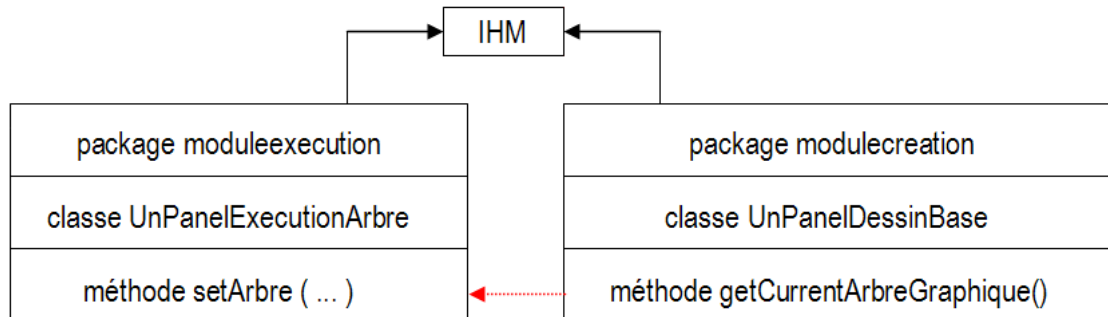 IHM
package moduleexecution
package modulecreation
classe UnPanelExecutionArbre
classe UnPanelDessinBase
méthode setArbre ( ... )
méthode getCurrentArbreGraphique()